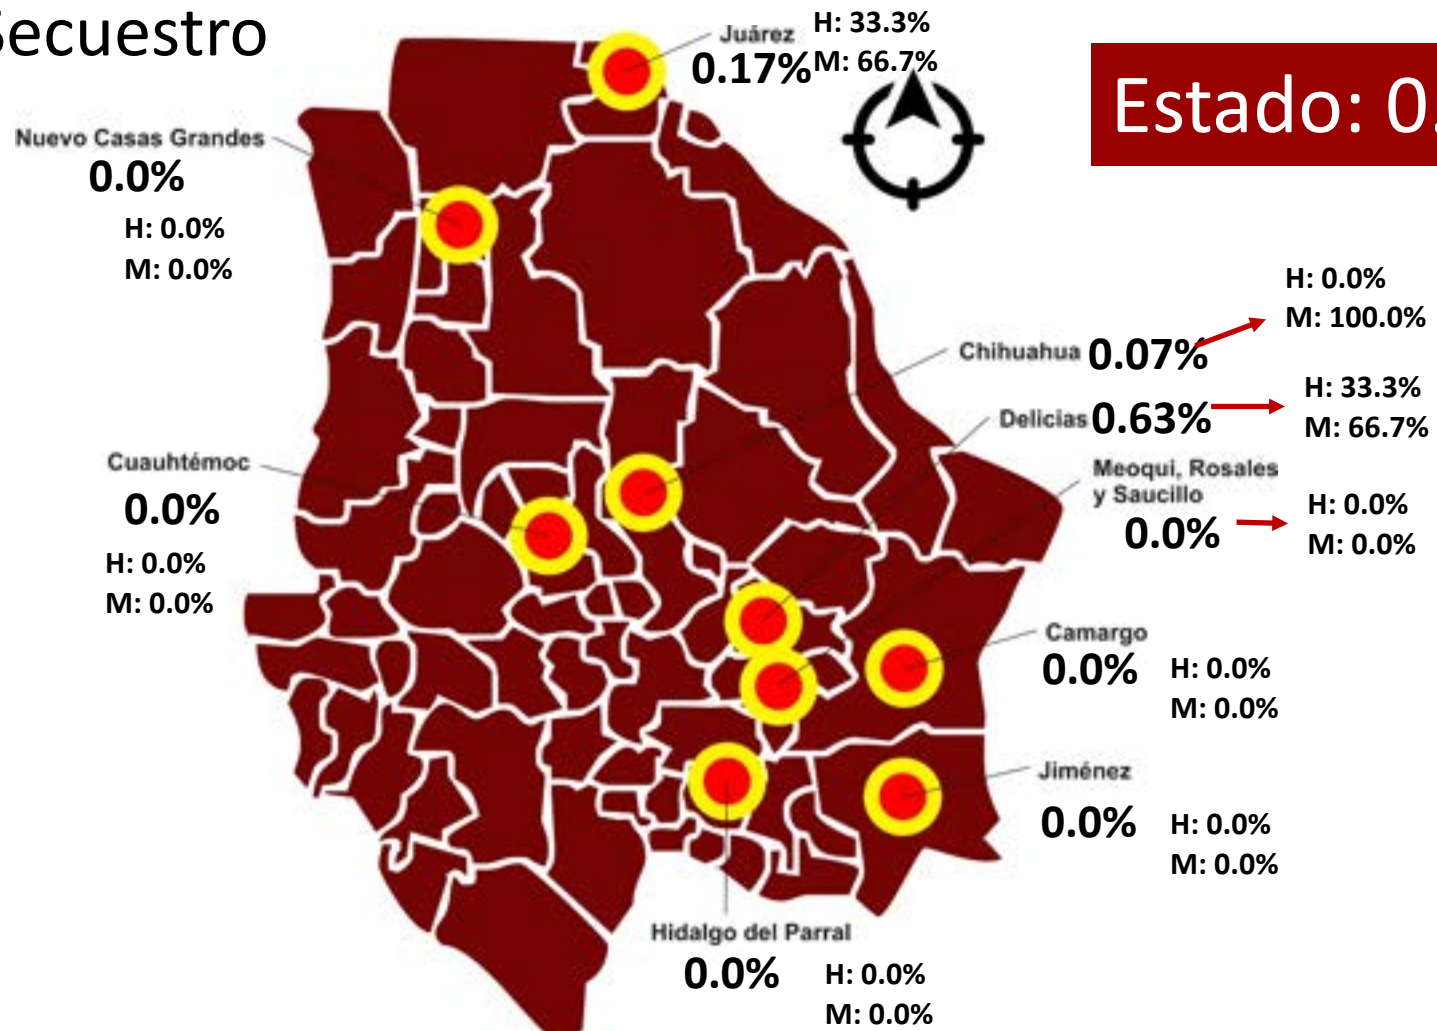 Secuestro
Juárez
0.17%
H: 33.3%
M: 66.7%
Estado: 0.
Nuevo Casas Grandes
0.0%
H: 0.0%
M: 0.0%
Chihuahua 0.07%
H: 0.0%
M: 100.0%
Delicias 0.63%
H: 33.3%
M: 66.7%
Cuauhtémoc
0.0%
H: 0.0%
M: 0.0%
Meoqui, Rosales
y Saucillo
0.0%
H: 0.0%
M: 0.0%
Camargo
0.0%
H: 0.0%
M: 0.0%
Jiménez
0.0%
H: 0.0%
M: 0.0%
Hidalgo del Parral
0.0%
H: 0.0%
M: 0.0%